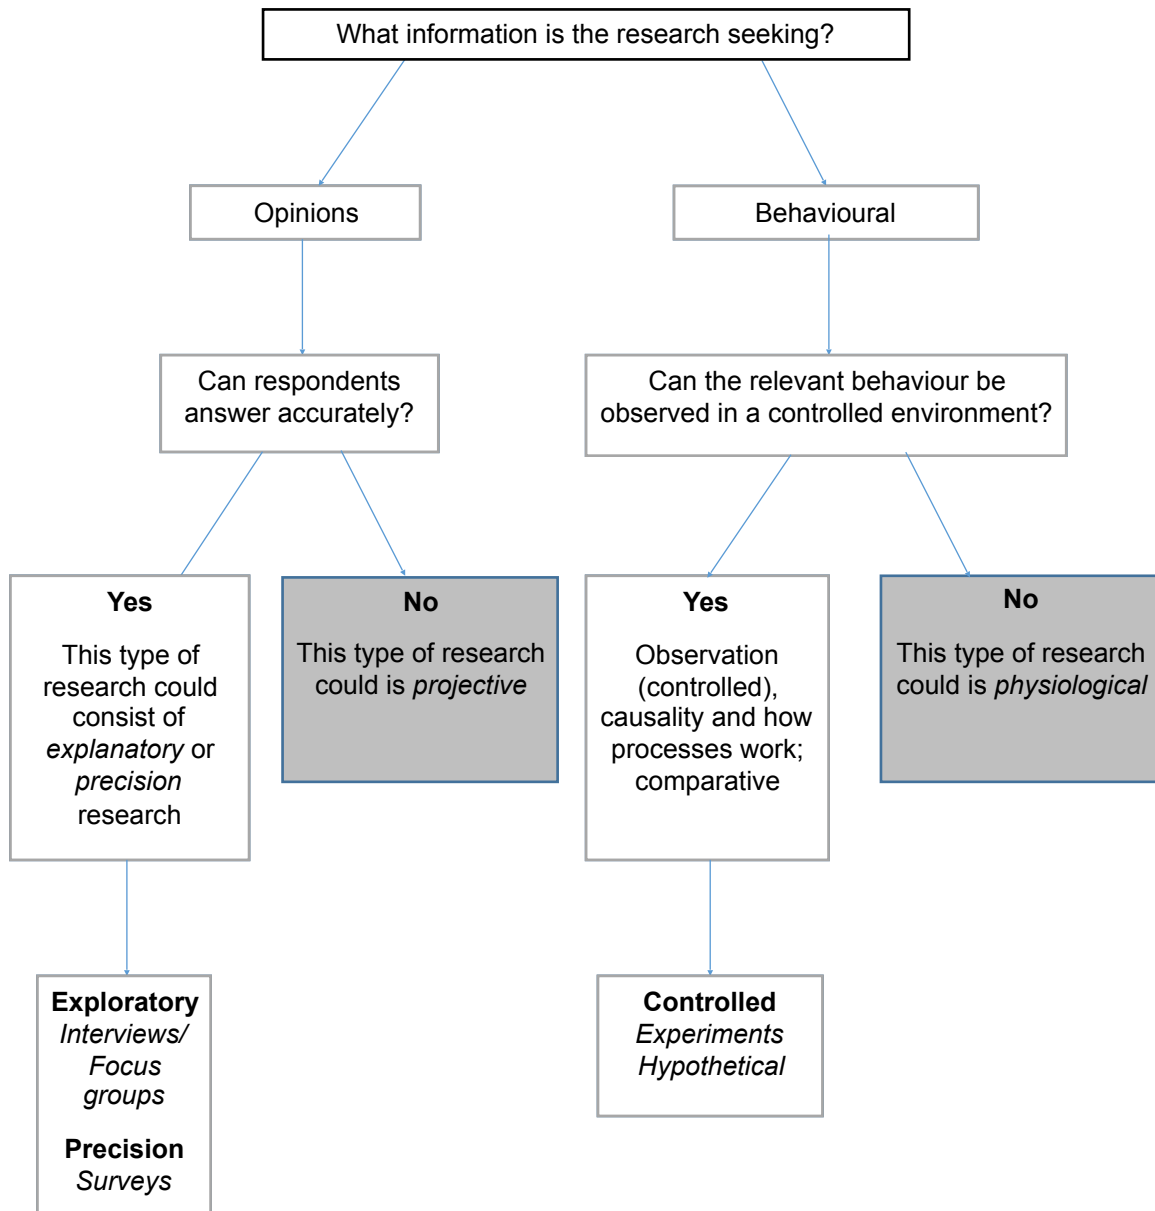 What information is the research seeking?
Opinions
Behavioural
Can respondents
answer accurately?
Can the relevant behaviour be
observed in a controlled environment?
Yes
This type of
research could
consist of
explanatory or
precision
research
No
This type of research
could is projective
Yes
Observation
(controlled),
causality and how
processes work;
comparative
No
This type of research
could is physiological
Exploratory
Interviews/
Focus
groups
Precision
Surveys
Controlled
Experiments
Hypothetical